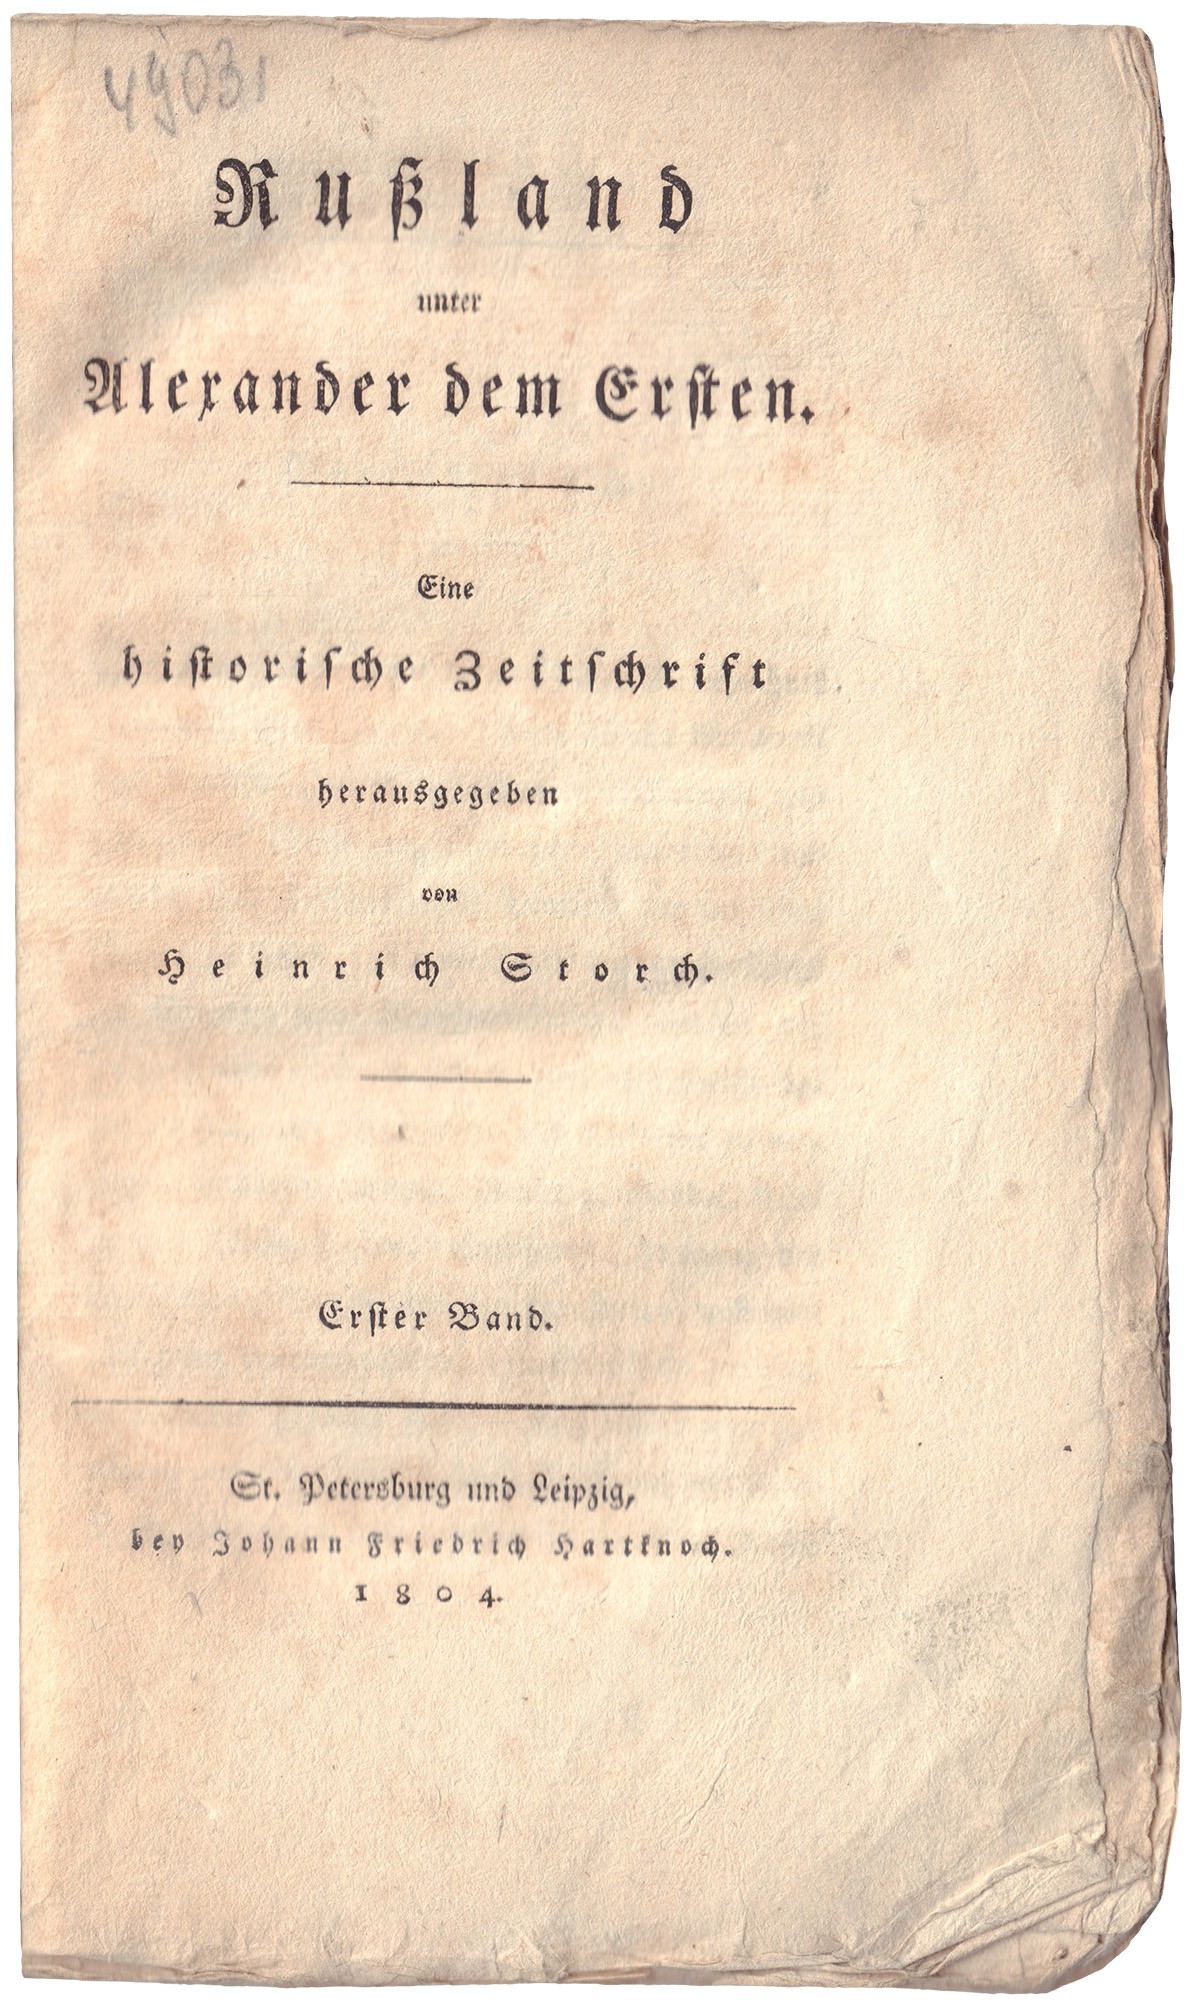 49031
Rußland
unter
Alexander dem Erſten.
Eine
hiſtoriſche Zeitſchrift
herausgegeben
von
Heinrich Storch.
Erſter Band.
St. Petersburg und Leipzig,
bey Johann Friedrich Hartknoch.
1804.